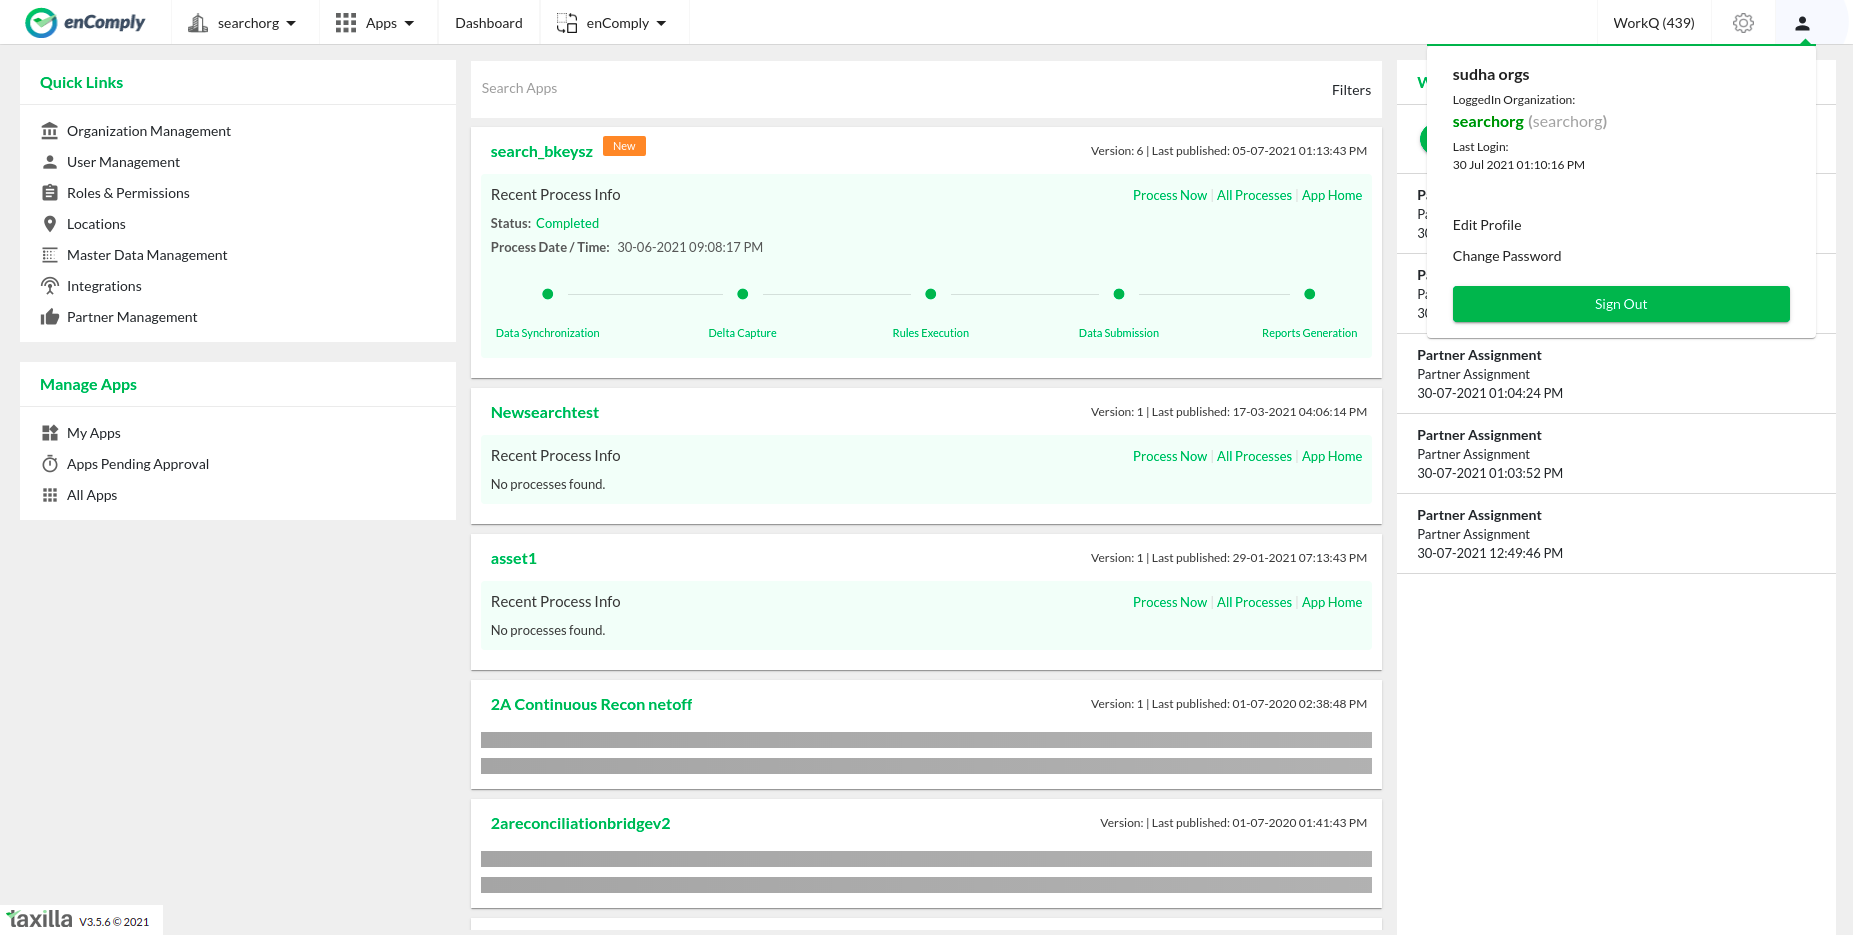 enComply
searchorg
Apps
Dashboard
enComply
WorkQ (439)
Quick Links
Organization Management
User Management
Roles & Permissions
Locations
Master Data Management
Integrations
Partner Management
Manage Apps
My Apps
Apps Pending Approval
All Apps
Search Apps
Filters
search_bkeysz
New
Version: 6 | Last published: 05-07-2021 01:13:43 PM
Recent Process Info
Process Now | All Processes | App Home
Status: Completed
Process Date / Time: 30-06-2021 09:08:17 PM
Data Synchronization
Delta Capture
Rules Execution
Data Submission
Reports Generation
Newsearchtest
Version: 1 | Last published: 17-03-2021 04:06:14 PM
Recent Process Info
Process Now | All Processes | App Home
No processes found.
asset1
Version: 1 | Last published: 29-01-2021 07:13:43 PM
Recent Process Info
Process Now | All Processes | App Home
No processes found.
2A Continuous Recon netoff
Version: 1 | Last published: 01-07-2020 02:38:48 PM
2areconciliationbridgev2
Version: | Last published: 01-07-2020 01:41:43 PM
sudha orgs
LoggedIn Organization:
searchorg (searchorg)
Last Login:
30 Jul 2021 01:10:16 PM
Edit Profile
Change Password
Sign Out
Partner Assignment
Partner Assignment
30-07-2021 01:04:24 PM
Partner Assignment
Partner Assignment
30-07-2021 01:03:52 PM
Partner Assignment
Partner Assignment
30-07-2021 12:49:46 PM
taxilla V3.5.6 © 2021